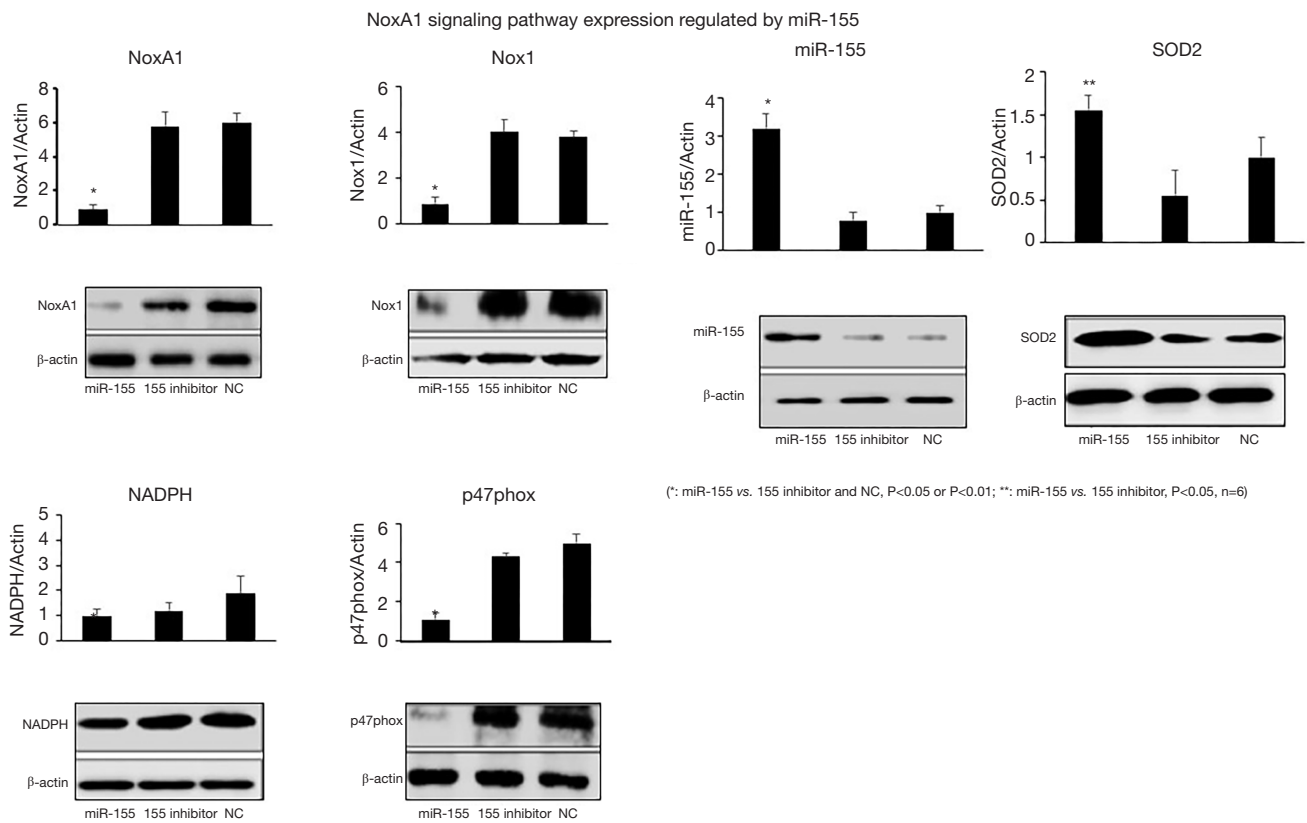 NoxA1 signaling pathway expression regulated by miR-155
NoxA1
NoxA1/Actin
8
6
4
2
0
*
NoxA1
β-actin
miR-155 155 inhibitor NC
Nox1
Nox1/Actin
6
4
2
0
*
Nox1
β-actin
miR-155 155 inhibitor NC
miR-155
miR-155/Actin
4
3
2
1
0
*
miR-155
β-actin
miR-155 155 inhibitor NC
SOD2
SOD2/Actin
2
1.5
1
0.5
0
**
SOD2
β-actin
miR-155 155 inhibitor NC
NADPH
NADPH/Actin
5
4
3
2
1
0
*
NADPH
β-actin
miR-155 155 inhibitor NC
p47phox
p47phox/Actin
6
4
2
0
*
p47phox
β-actin
miR-155 155 inhibitor NC
(*: miR-155 vs. 155 inhibitor and NC, P<0.05 or P<0.01; **: miR-155 vs. 155 inhibitor, P<0.05, n=6)